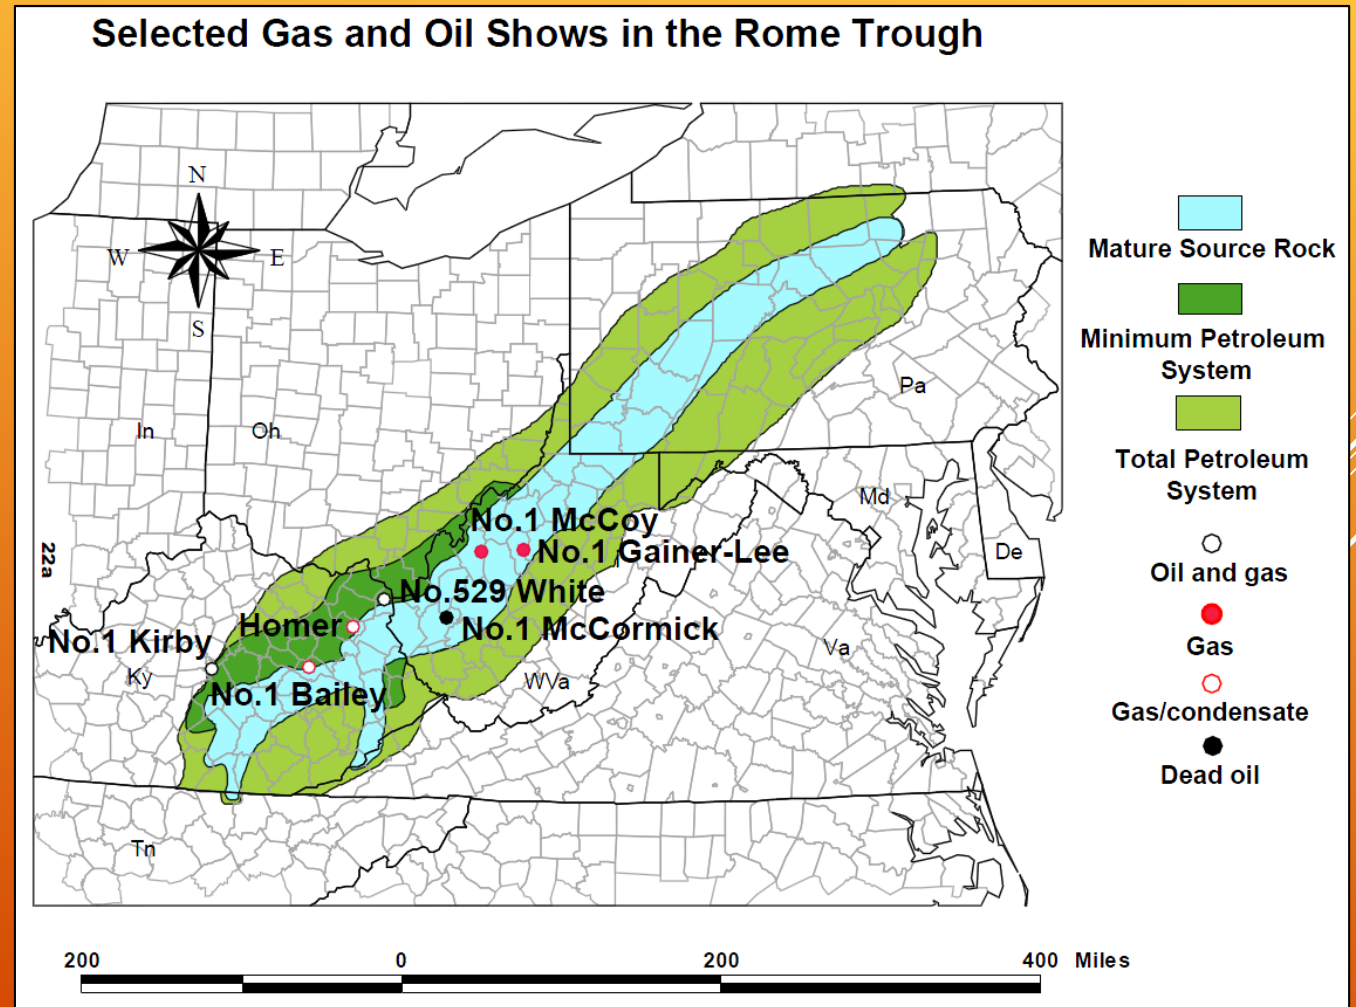 Selected Gas and Oil Shows in the Rome Trough
N
W
E
S
Mature Source Rock
Minimum Petroleum
System
Total Petroleum
System
Oil and gas
Gas
Gas/condensate
Dead oil
In
Oh
Pa
Md
De
22a
No.1 McCoy
No.1 Gainer-Lee
No.529 White
Homer
No.1 McCormick
No.1 Kirby
Ky
No.1 Bailey
WVa
Va
Tn
200
0
200
400 Miles